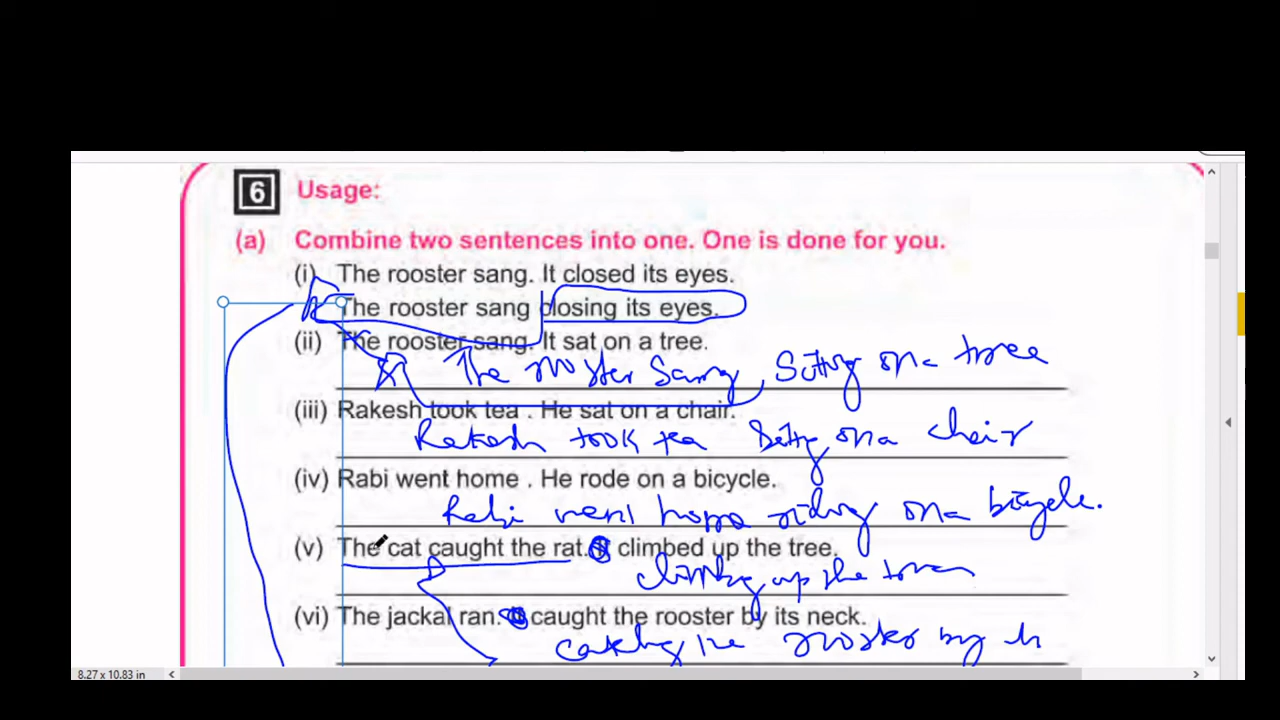 6 Usage:
(a) Combine two sentences into one. One is done for you.
(i) The rooster sang. It closed its eyes.
The rooster sang closing its eyes.
(ii) The rooster sang. It sat on a tree.
The rooster sang, sitting on a tree
(iii) Rakesh took tea . He sat on a chair.
Rakesh took tea sitting on a chair
(iv) Rabi went home . He rode on a bicycle.
Rabi went home riding on a bicycle.
(v) The cat caught the rat. climbed up the tree.
climbing up the tree
(vi) The jackal ran. caught the rooster by its neck.
catching the rooster by
8.27 x 10.83 in